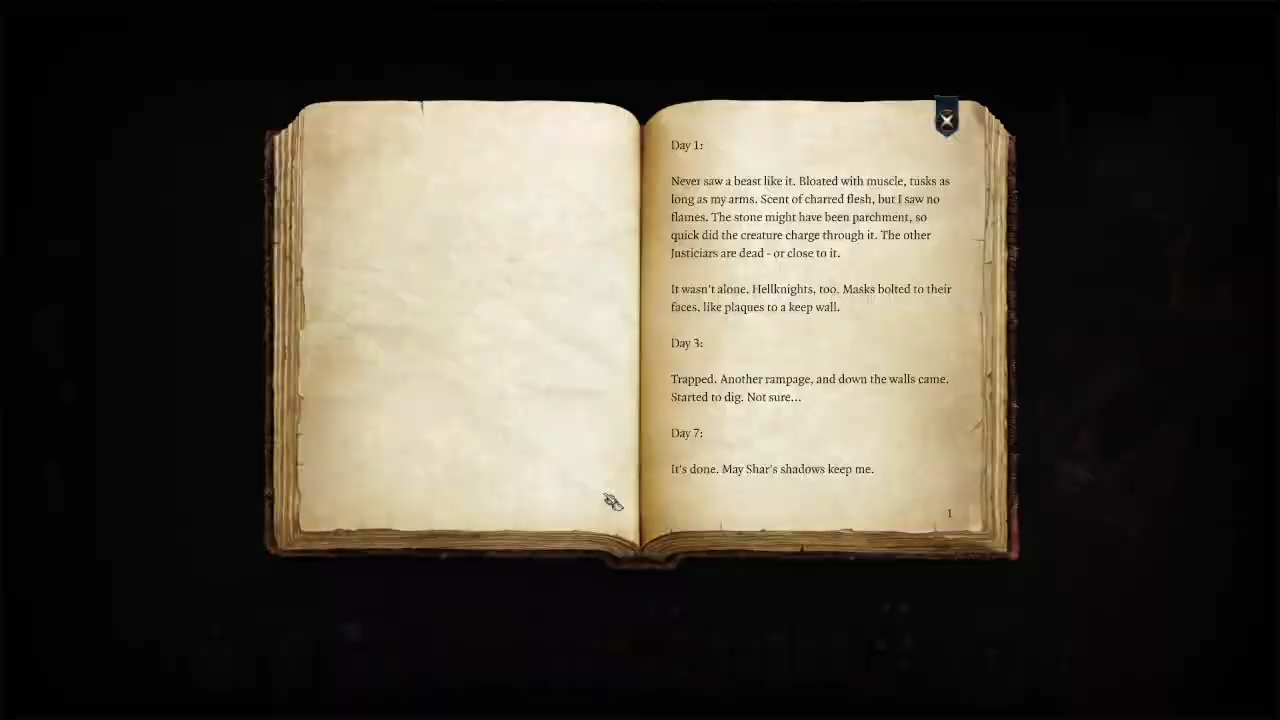 Day 1:
Never saw a beast like it. Bloated with muscle, tusks as
long as my arms. Scent of charred flesh, but I saw no
flames. The stone might have been parchment, so
quick did the creature charge through it. The other
Justiciars are dead - or close to it.
It wasn't alone. Hellknights, too. Masks bolted to their
faces, like plaques to a keep wall.
Day 3:
Trapped. Another rampage, and down the walls came.
Started to dig. Not sure...
Day 7:
It's done. May Shar's shadows keep me.
1